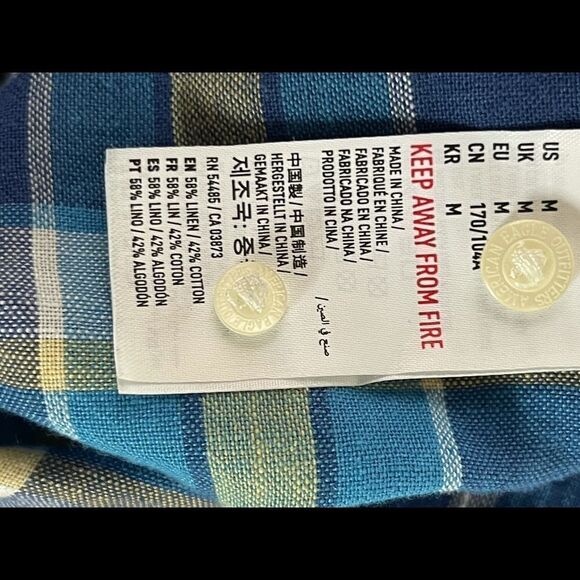 US M
UK M
EU M
CN 170/104A
KR M
KEEP AWAY FROM FIRE
MADE IN CHINA /
FABRIQUÉ EN CHINE /
FABRICADO EN CHINA /
FABRICADO NA CHINA /
PRODOTTO IN CINA /
صنع في الصين /
中国製 / 中国制造 /
HERGESTELLT IN CHINA /
GEMAAKT IN CHINA /
제조국: 중
RN 54485 / CA 03873
EN 58% LINEN / 42% COTTON
FR 58% LIN / 42% COTON
ES 58% LINO / 42% ALGODÓN
PT 58% LINO / 42% ALGODÓN
AMERICAN EAGLE OUTFITTERS